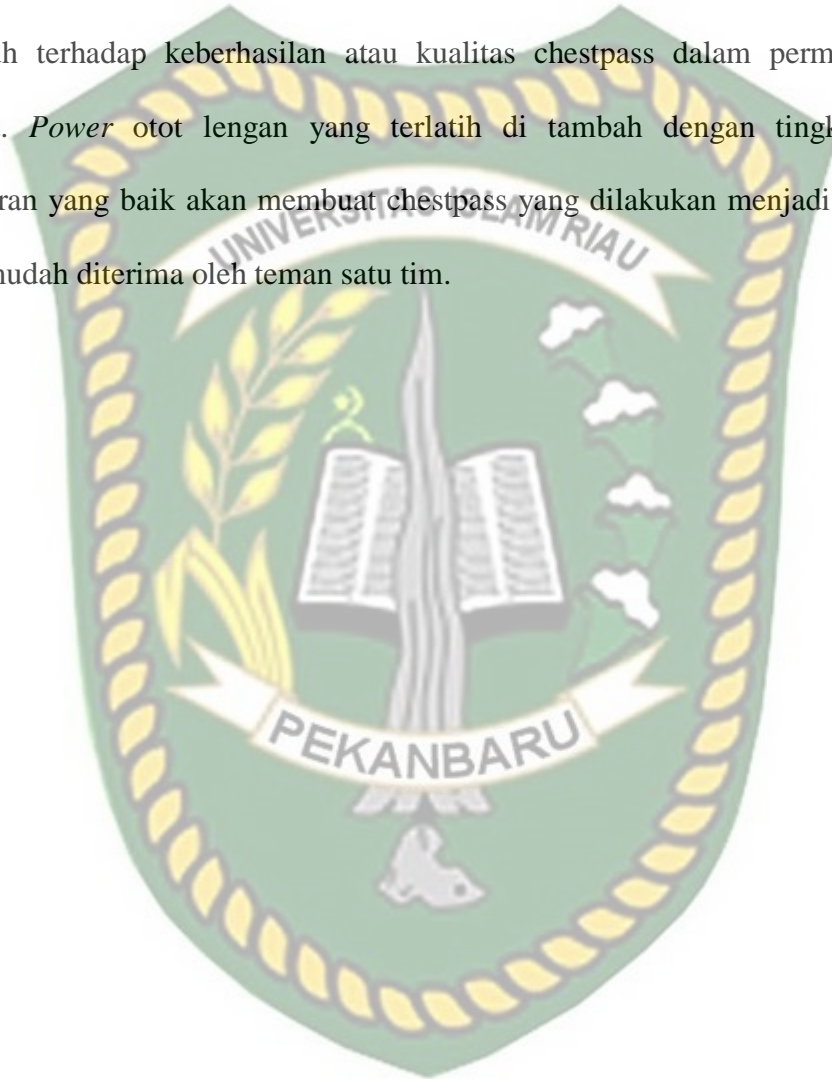 uh terhadap keberhasilan atau kualitas chestpass dalam perm
. Power otot lengan yang terlatih di tambah dengan tingk
ran yang baik akan membuat chestpass yang dilakukan menjadi
mudah diterima oleh teman satu tim.
UNIVERSITAS ISLAM RIAU
PEKANBARU